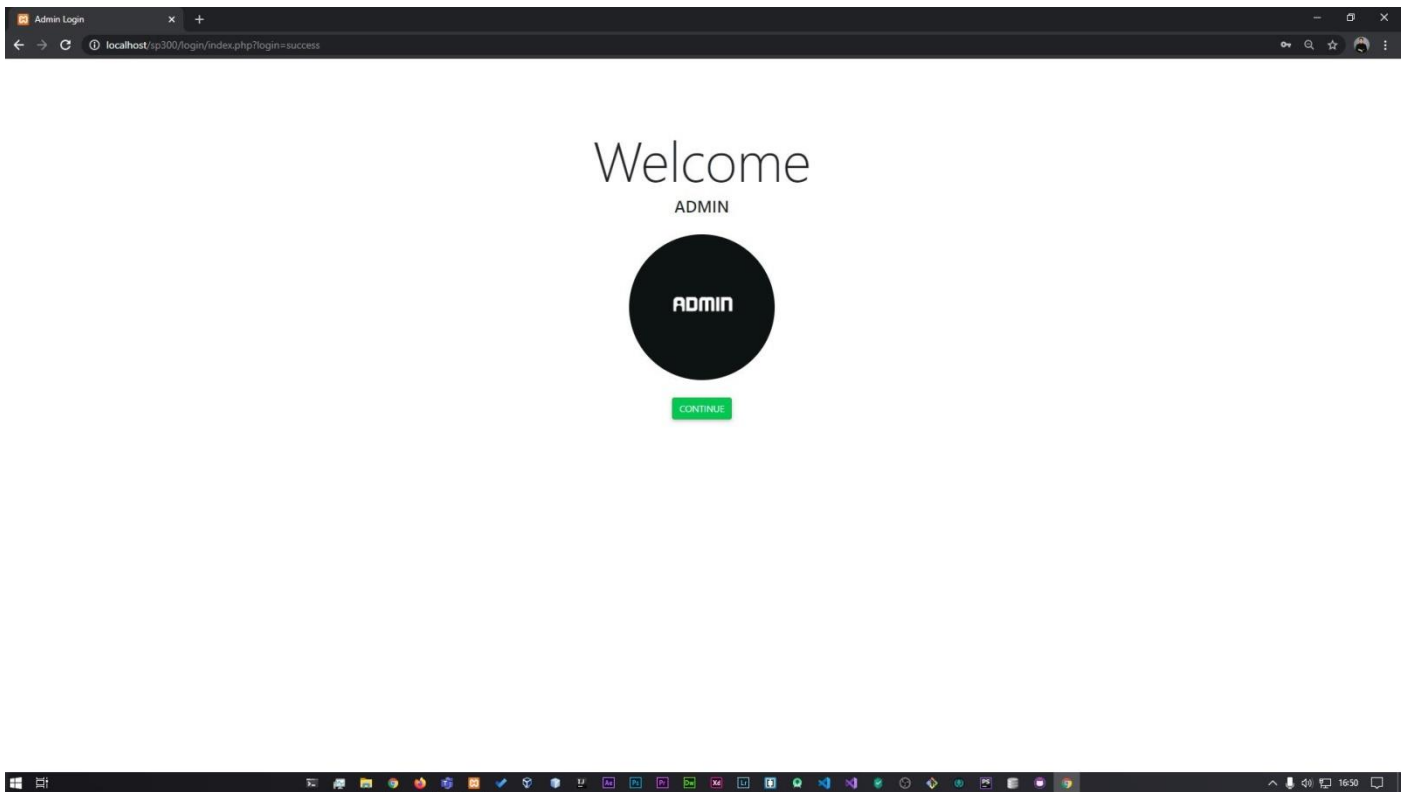 Admin Login
localhost/sp300/login/index.php?login=success
Welcome
ADMIN
ADMIN
CONTINUE
16:50